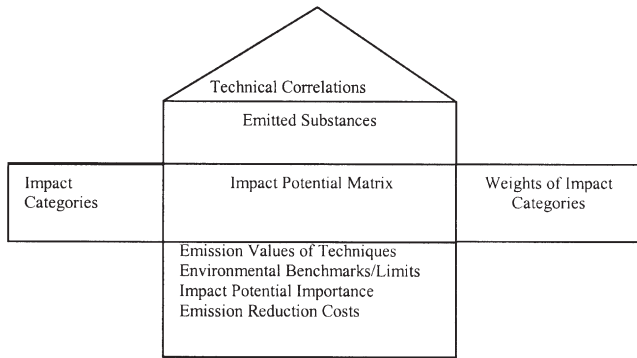 Technical Correlations
Emitted Substances
Impact
Categories
Impact Potential Matrix
Weights of Impact
Categories
Emission Values of Techniques
Environmental Benchmarks/Limits
Impact Potential Importance
Emission Reduction Costs